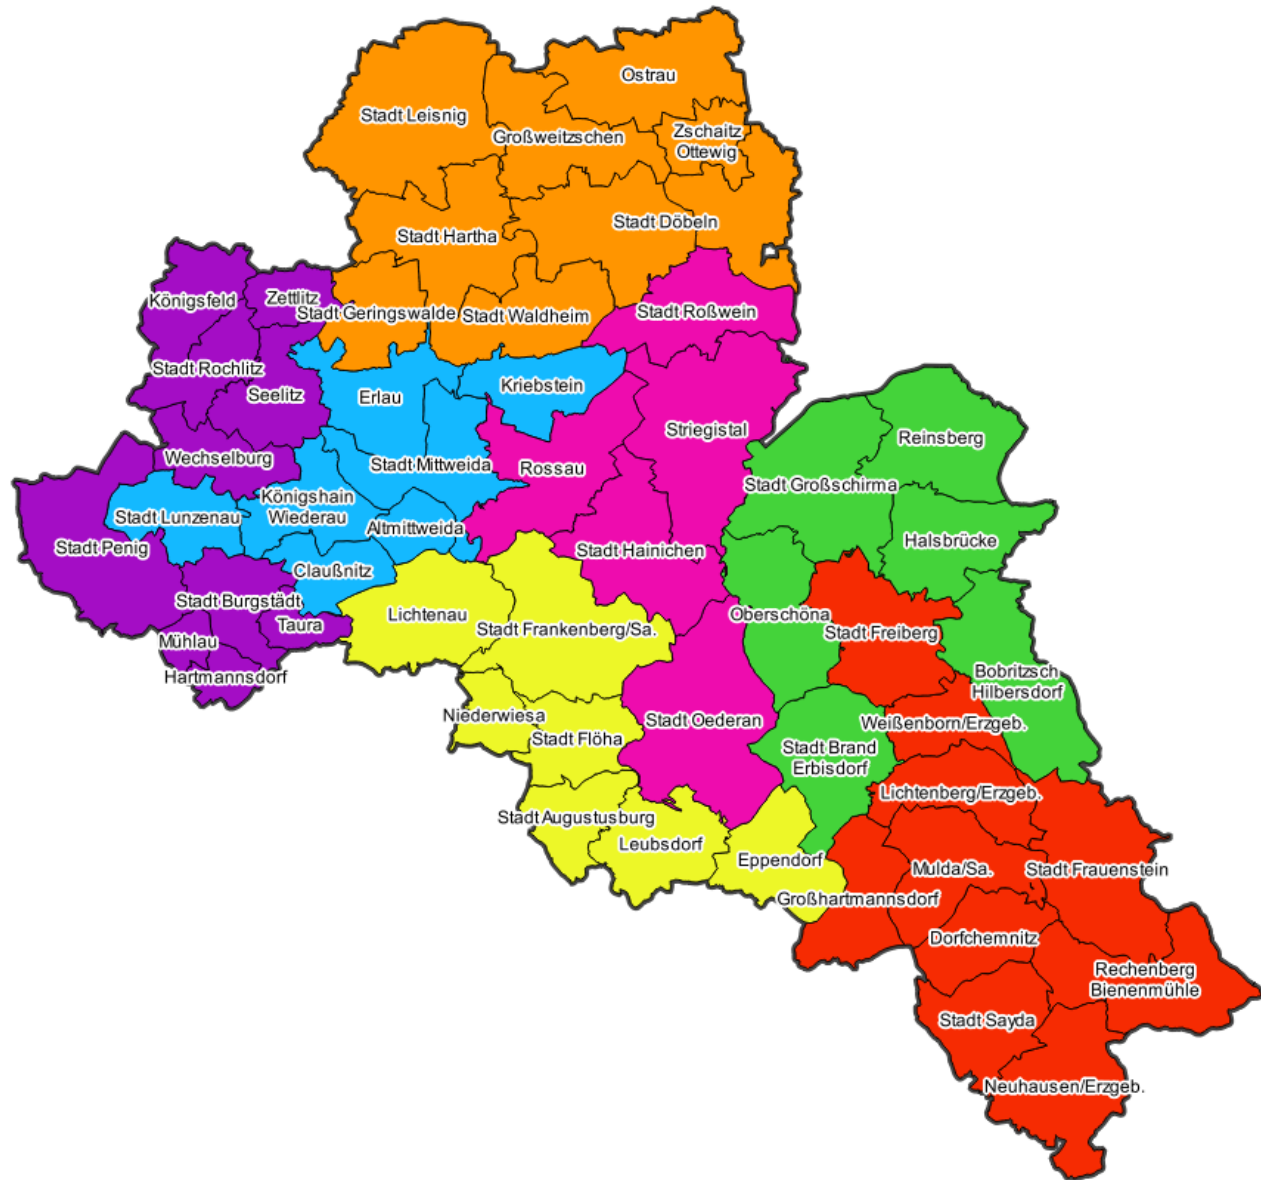 Ostrau
Stadt Leisnig
Großweitzschen
Zschaitz
Ottewig
Stadt Döbeln
Stadt Hartha
Königsfeld
Zettlitz
Stadt Geringswalde
Stadt Waldheim
Stadt Roßwein
Stadt Rochlitz
Seelitz
Erlau
Kriebstein
Striegistal
Reinsberg
Wechselburg
Stadt Mittweida
Rossau
Stadt Großschirma
Königshain
Wiederau
Stadt Lunzenau
Altmittweida
Halsbrücke
Stadt Penig
Stadt Hainichen
Claußnitz
Stadt Burgstädt
Lichtenau
Oberschöna
Taura
Stadt Frankenberg/Sa.
Stadt Freiberg
Mühlau
Hartmannsdorf
Bobritzsch
Hilbersdorf
Niederwiesa
Stadt Oederan
Weißenborn/Erzgeb.
Stadt Flöha
Stadt Brand
Erbisdorf
Lichtenberg/Erzgeb.
Stadt Augustusburg
Leubsdorf
Eppendorf
Mulda/Sa.
Stadt Frauenstein
Großhartmannsdorf
Dorfchemnitz
Rechenberg
Bienenmühle
Stadt Sayda
Neuhausen/Erzgeb.